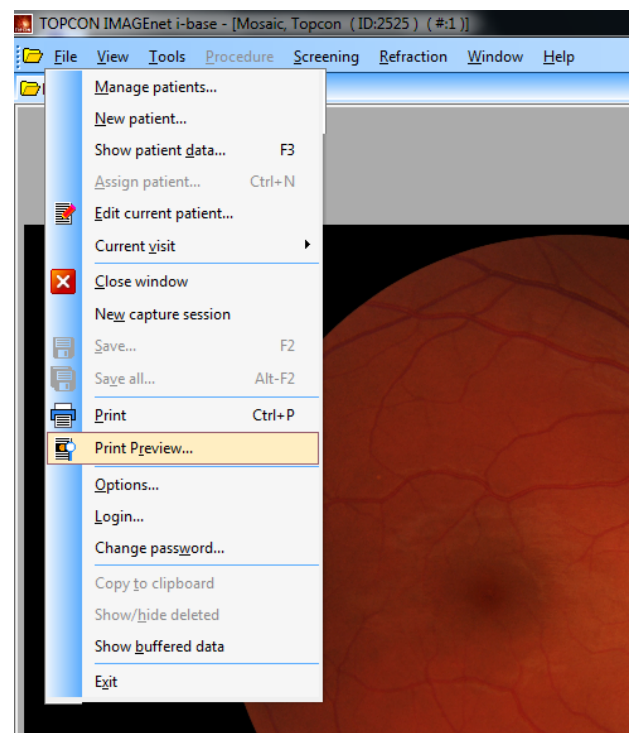 TOPCON IMAGEnet i-base - [Mosaic, Topcon ( ID:2525 ) ( #:1 )]
File View Tools Procedure Screening Refraction Window Help
Manage patients...
New patient...
Show patient data... F3
Assign patient... Ctrl+N
Edit current patient...
Current visit
Close window
New capture session
Save... F2
Save all... Alt-F2
Print Ctrl+P
Print Preview...
Options...
Login...
Change password...
Copy to clipboard
Show/hide deleted
Show buffered data
Exit